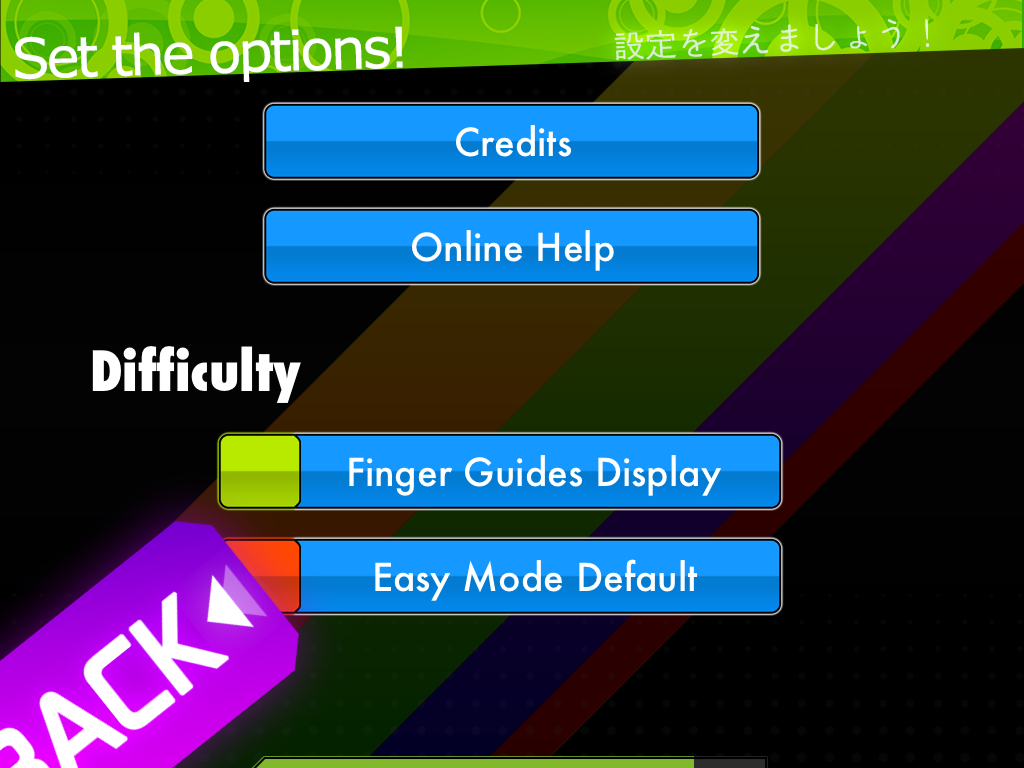 Set the options!
設定を変えましょう！
Credits
Online Help
Difficulty
Finger Guides Display
Easy Mode Default
BACK